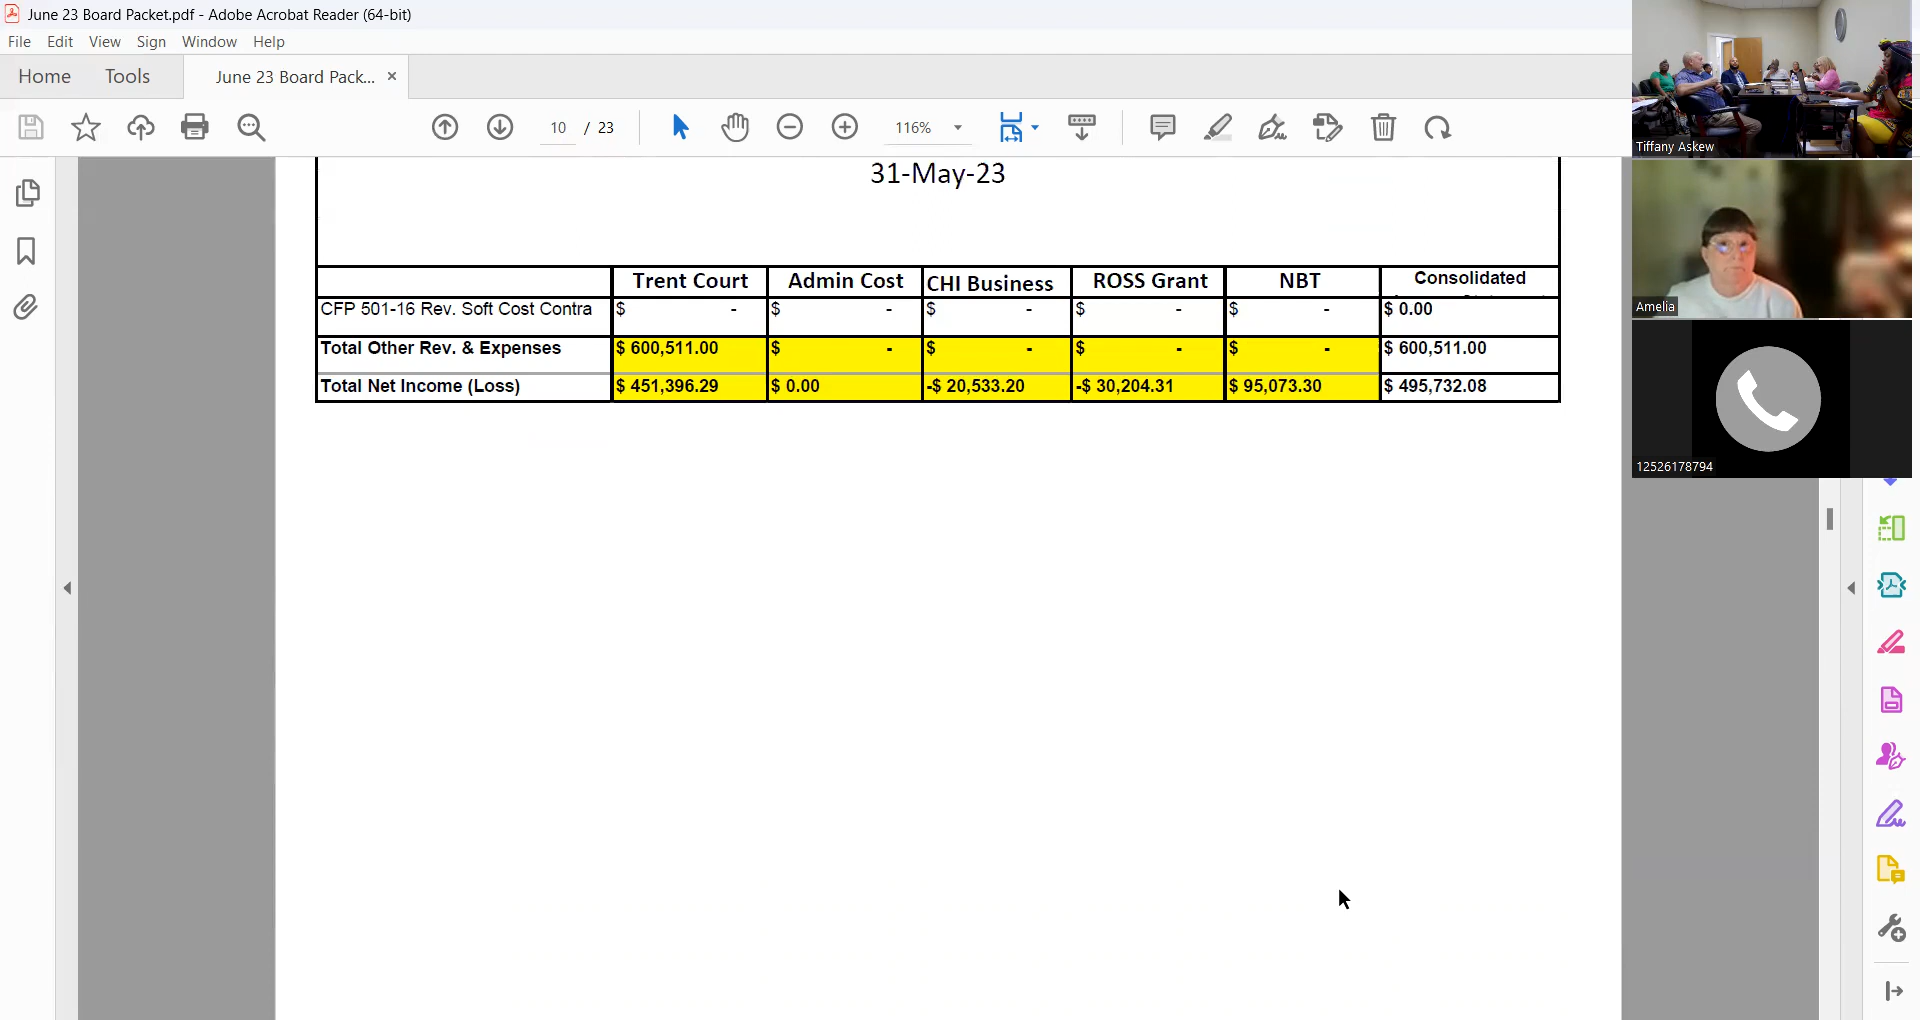 June 23 Board Packet.pdf - Adobe Acrobat Reader (64-bit)
File Edit View Sign Window Help
Home Tools June 23 Board Pack... ×
10 / 23 116%
Tiffany Askew
Amelia
12526178794
31-May-23
Trent Court Admin Cost CHI Business ROSS Grant NBT Consolidated
CFP 501-16 Rev. Soft Cost Contra $ - $ - $ - $ - $ - $ 0.00
Total Other Rev. & Expenses $ 600,511.00 $ - $ - $ - $ - $ 600,511.00
Total Net Income (Loss) $ 451,396.29 $ 0.00 -$ 20,533.20 -$ 30,204.31 $ 95,073.30 $ 495,732.08